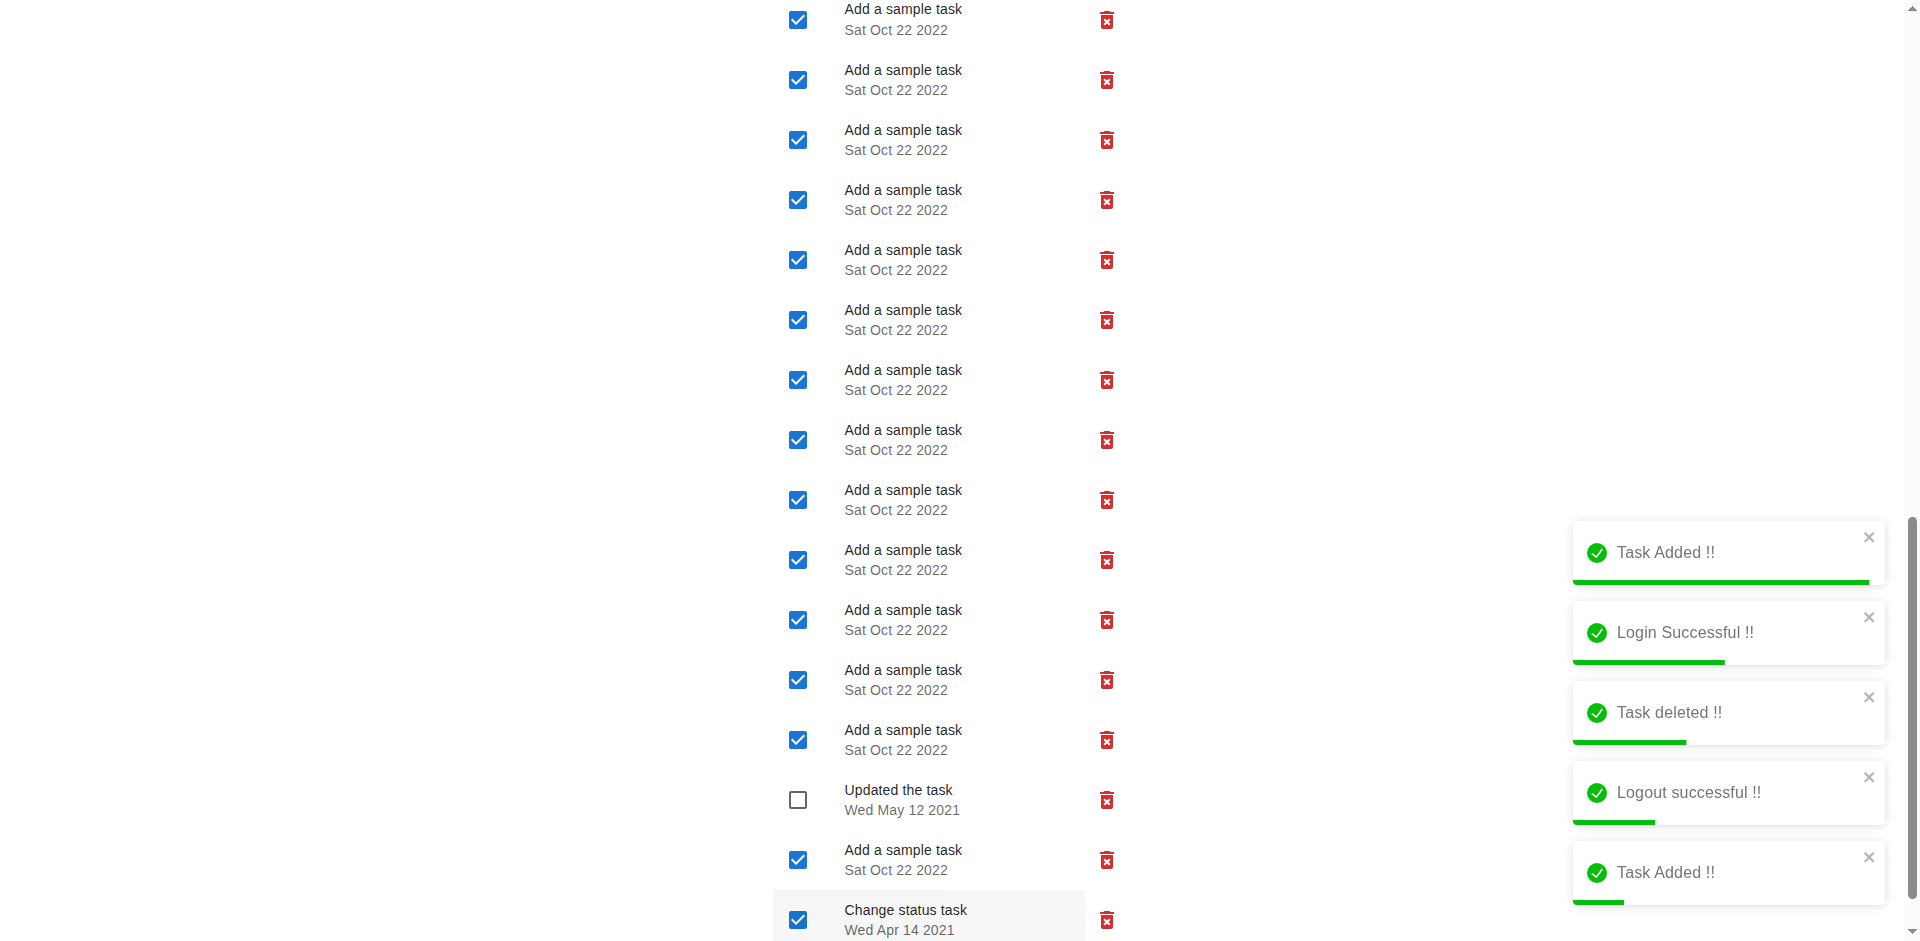 Add a sample task
Sat Oct 22 2022
Add a sample task
Sat Oct 22 2022
Add a sample task
Sat Oct 22 2022
Add a sample task
Sat Oct 22 2022
Add a sample task
Sat Oct 22 2022
Add a sample task
Sat Oct 22 2022
Add a sample task
Sat Oct 22 2022
Add a sample task
Sat Oct 22 2022
Add a sample task
Sat Oct 22 2022
Add a sample task
Sat Oct 22 2022
Add a sample task
Sat Oct 22 2022
Add a sample task
Sat Oct 22 2022
Add a sample task
Sat Oct 22 2022
Updated the task
Wed May 12 2021
Add a sample task
Sat Oct 22 2022
Change status task
Wed Apr 14 2021
Task Added !!
Login Successful !!
Task deleted !!
Logout successful !!
Task Added !!